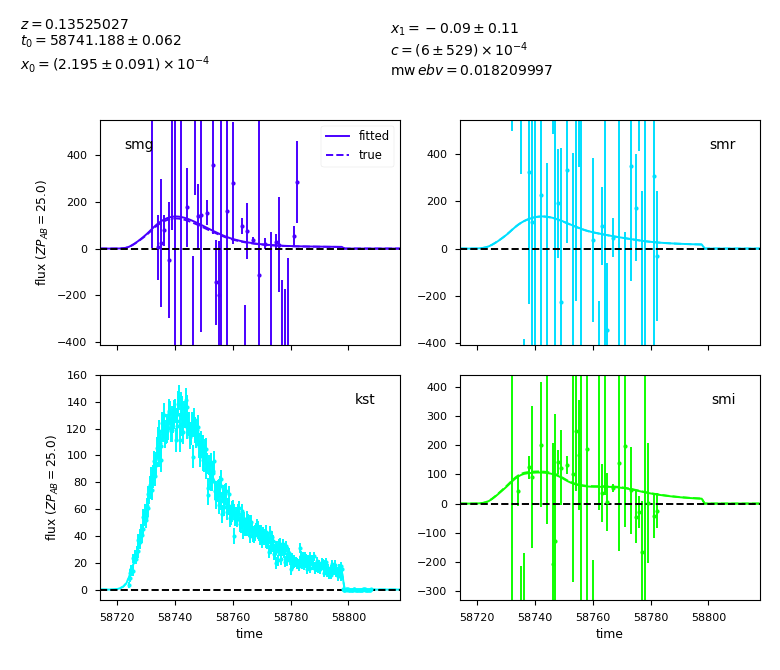 z = 0.13525027
t₀ = 58741.188 ± 0.062
x₀ = (2.195 ± 0.091) × 10⁻⁴
x₁ = −0.09 ± 0.11
c = (6 ± 529) × 10⁻⁴
mw ebv = 0.018209997
smg
fitted
true
400
200
0
−200
−400
flux (ZP_AB = 25.0)
smr
400
200
0
−200
−400
kst
160
140
120
100
80
60
40
20
0
flux (ZP_AB = 25.0)
58720 58740 58760 58780 58800
time
smi
400
300
200
100
0
−100
−200
−300
58720 58740 58760 58780 58800
time